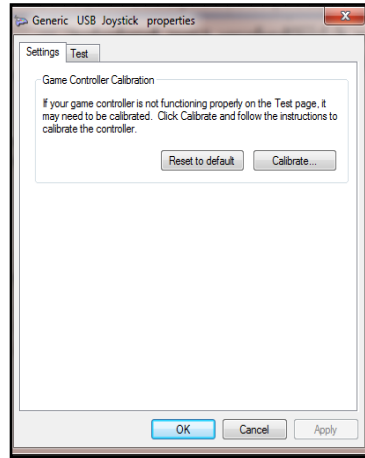 Generic USB Joystick properties
x
Settings Test
Game Controller Calibration
If your game controller is not functioning properly on the Test page, it
may need to be calibrated. Click Calibrate and follow the instructions to
calibrate the controller.
Reset to default Calibrate...
OK Cancel Apply